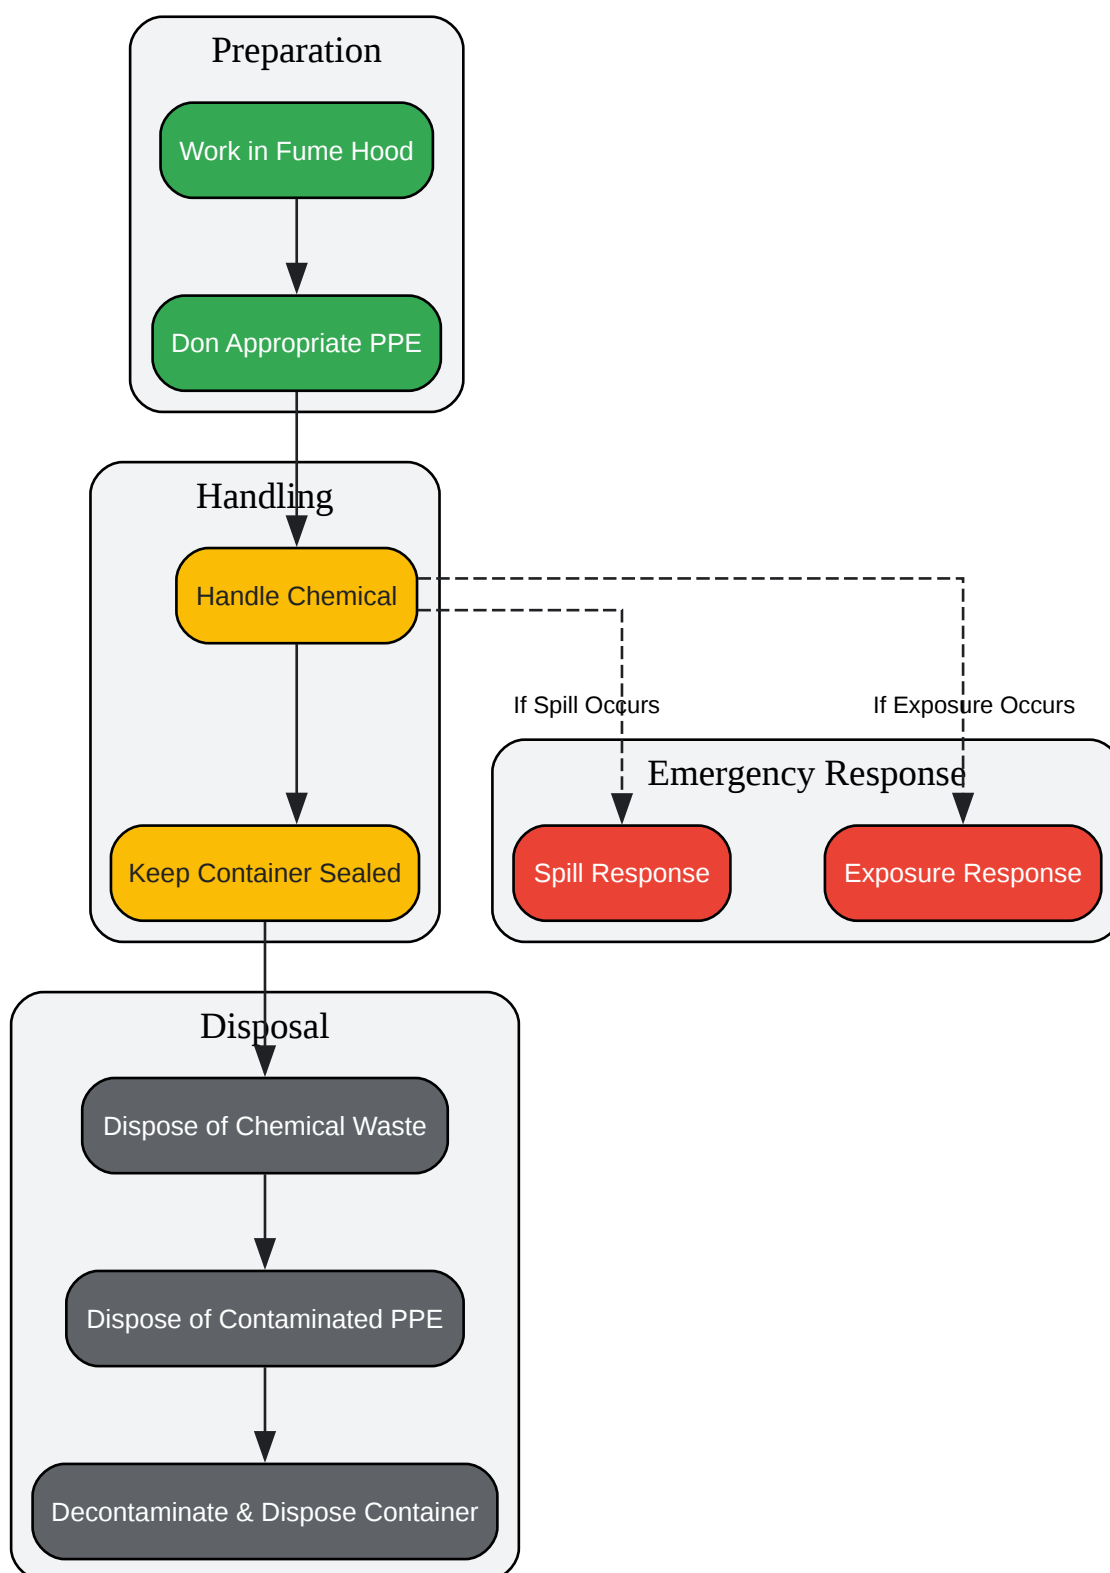 Preparation
Work in Fume Hood
Don Appropriate PPE
Handling
Handle Chemical
If Spill Occurs
If Exposure Occurs
Emergency Response
Keep Container Sealed
Spill Response
Exposure Response
Disposal
Dispose of Chemical Waste
Dispose of Contaminated PPE
Decontaminate & Dispose Container